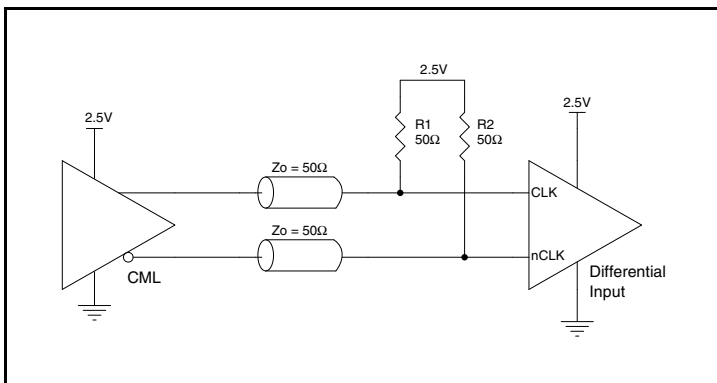 2.5V
2.5V
2.5V
R1
50Ω
R2
50Ω
Zo = 50Ω
CLK
Zo = 50Ω
nCLK
CML
Differential
Input